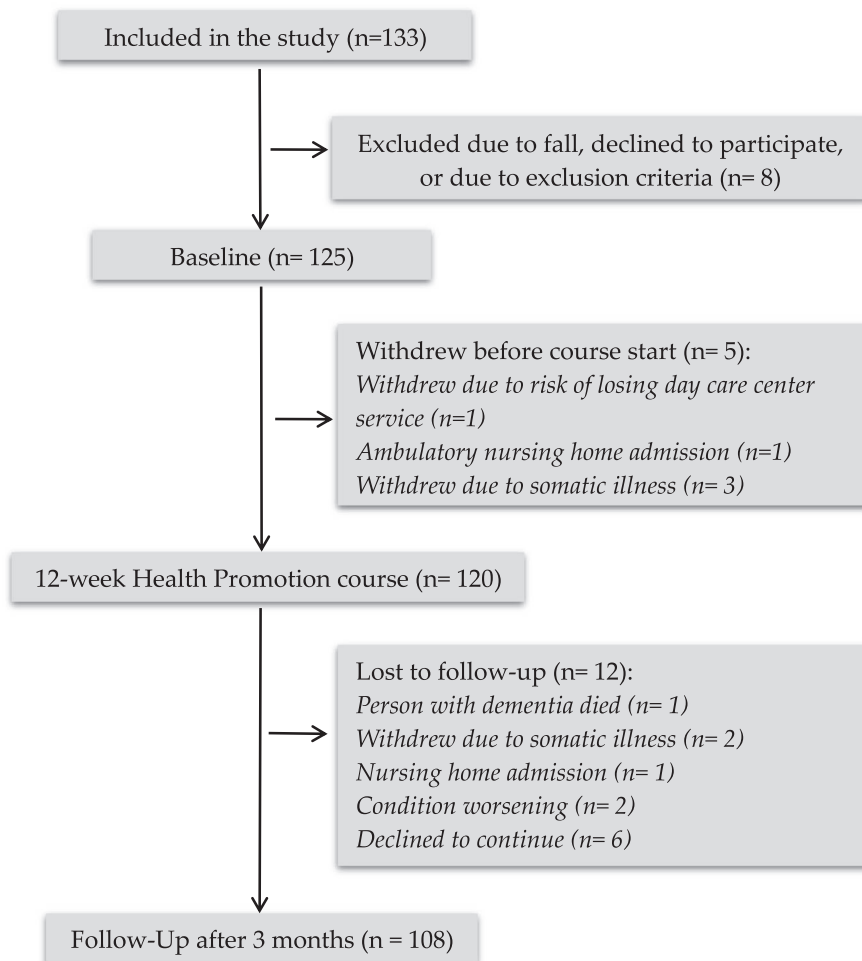 Included in the study (n=133)
Excluded due to fall, declined to participate,
or due to exclusion criteria (n= 8)
Baseline (n= 125)
Withdrew before course start (n= 5):
Withdrew due to risk of losing day care center
service (n=1)
Ambulatory nursing home admission (n=1)
Withdrew due to somatic illness (n= 3)
12-week Health Promotion course (n= 120)
Lost to follow-up (n= 12):
Person with dementia died (n= 1)
Withdrew due to somatic illness (n= 2)
Nursing home admission (n= 1)
Condition worsening (n= 2)
Declined to continue (n= 6)
Follow-Up after 3 months (n = 108)